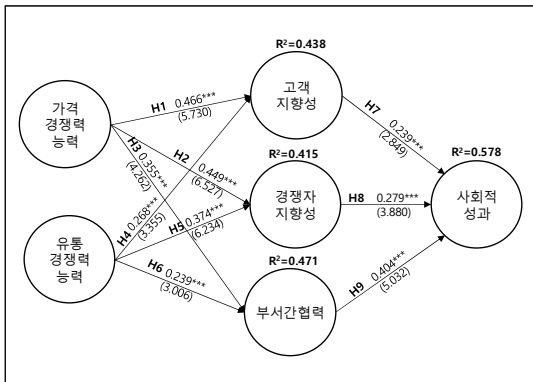 R²=0.438
고객
지향성
가격
경쟁력
능력
H1 0.466***
(5.730)
H2 0.449***
(6.527)
H3 0.355***
(4.262)
R²=0.415
경쟁자
지향성
유통
경쟁력
능력
H4 0.268***
(3.355)
H5 0.374***
(6.234)
H6 0.239***
(3.006)
R²=0.471
부서간협력
H7 0.239***
(2.849)
H8 0.279***
(3.880)
H9 0.404***
(5.032)
R²=0.578
사회적
성과